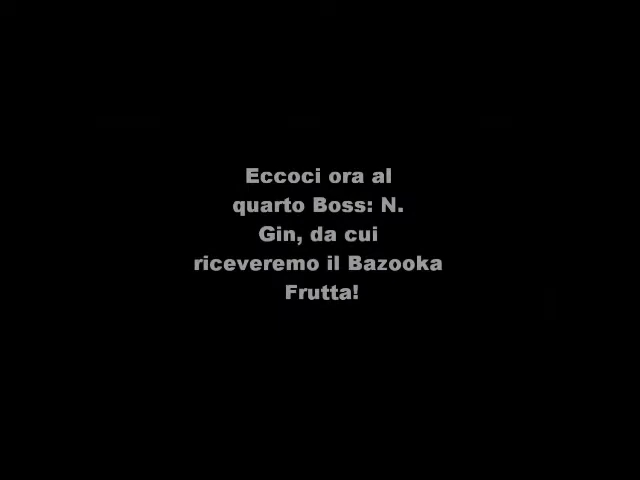 Eccoci ora al
quarto Boss: N.
Gin, da cui
riceveremo il Bazooka
Frutta!